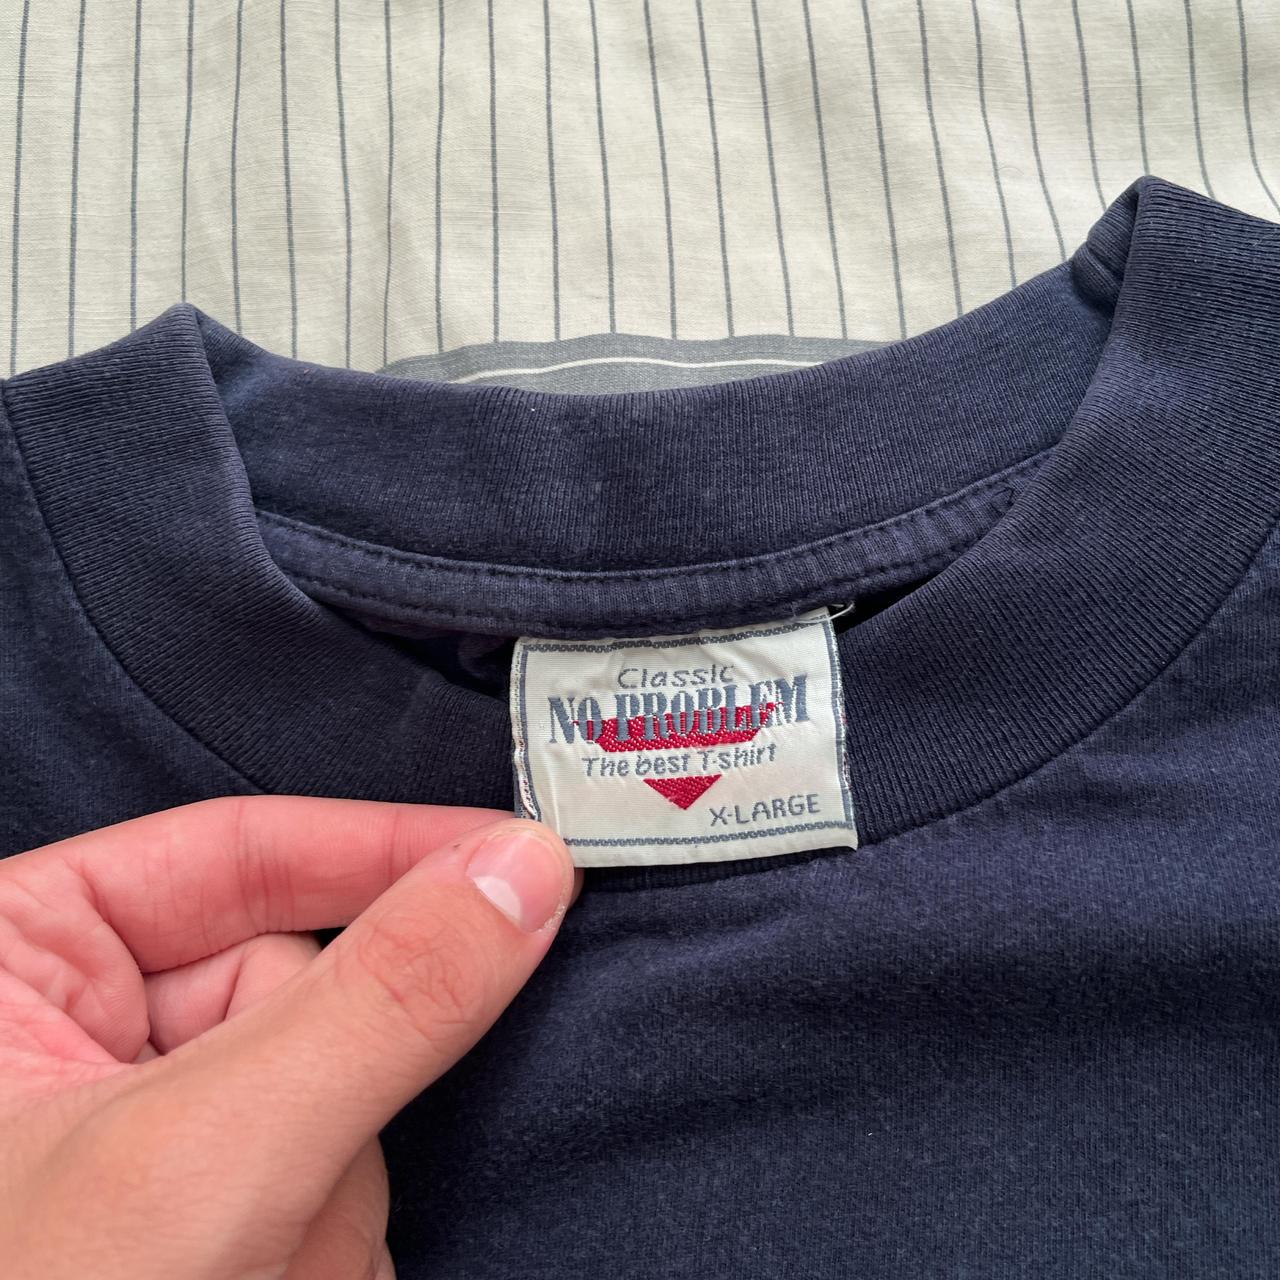 Classic
NO PROBLEM
The best T-shirt
X-LARGE